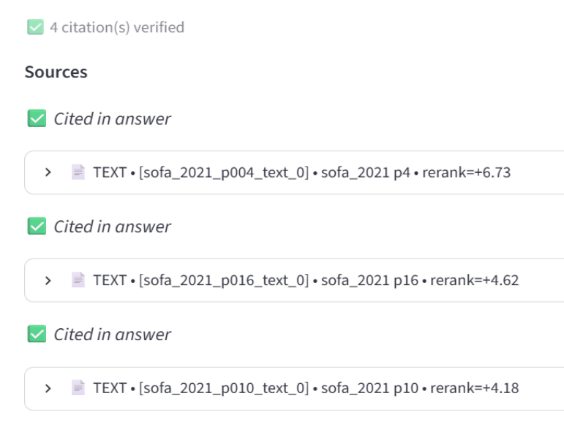 ✅ 4 citation(s) verified
Sources
✅ Cited in answer
TEXT • [sofa_2021_p004_text_0] • sofa_2021 p4 • rerank=+6.73
✅ Cited in answer
TEXT • [sofa_2021_p016_text_0] • sofa_2021 p16 • rerank=+4.62
✅ Cited in answer
TEXT • [sofa_2021_p010_text_0] • sofa_2021 p10 • rerank=+4.18